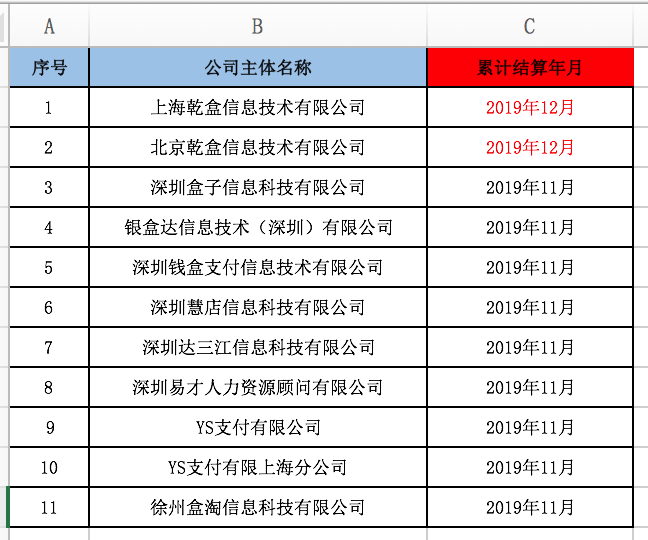 A B C
序号 公司主体名称 累计结算年月
1 上海乾盒信息技术有限公司 2019年12月
2 北京乾盒信息技术有限公司 2019年12月
3 深圳盒子信息科技有限公司 2019年11月
4 银盒达信息技术（深圳）有限公司 2019年11月
5 深圳钱盒支付信息技术有限公司 2019年11月
6 深圳慧店信息科技有限公司 2019年11月
7 深圳达三江信息科技有限公司 2019年11月
8 深圳易才人力资源顾问有限公司 2019年11月
9 YS支付有限公司 2019年11月
10 YS支付有限上海分公司 2019年11月
11 徐州盒淘信息科技有限公司 2019年11月